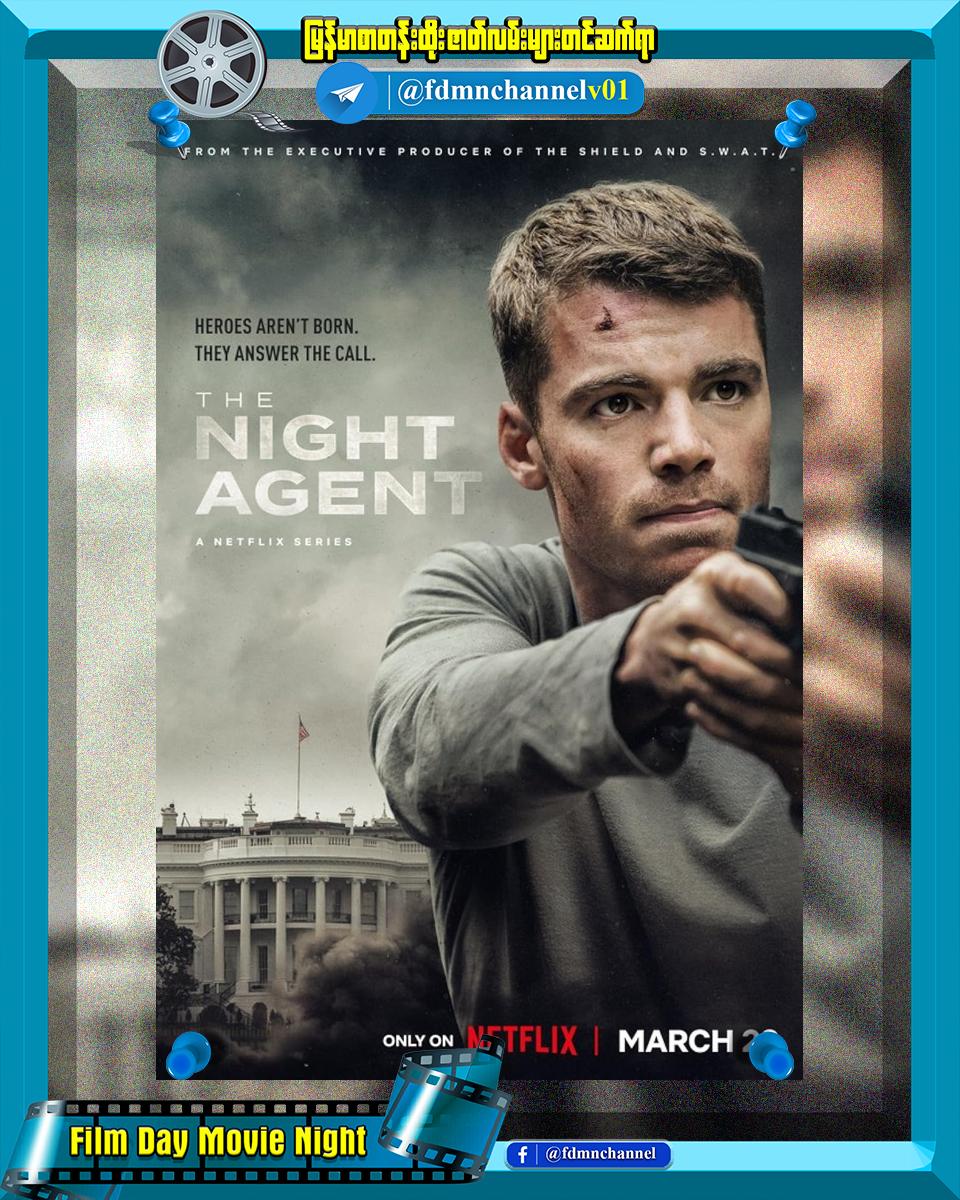 မြန်မာစာတန်းထိုးဇာတ်လမ်းများတင်ဆက်ရာ
@fdmnchannelv01
FROM THE EXECUTIVE PRODUCER OF THE SHIELD AND S.W.A.T.
HEROES AREN'T BORN.
THEY ANSWER THE CALL.
THE
NIGHT
AGENT
A NETFLIX SERIES
ONLY ON NETFLIX | MARCH
Film Day Movie Night
f | @fdmnchannel